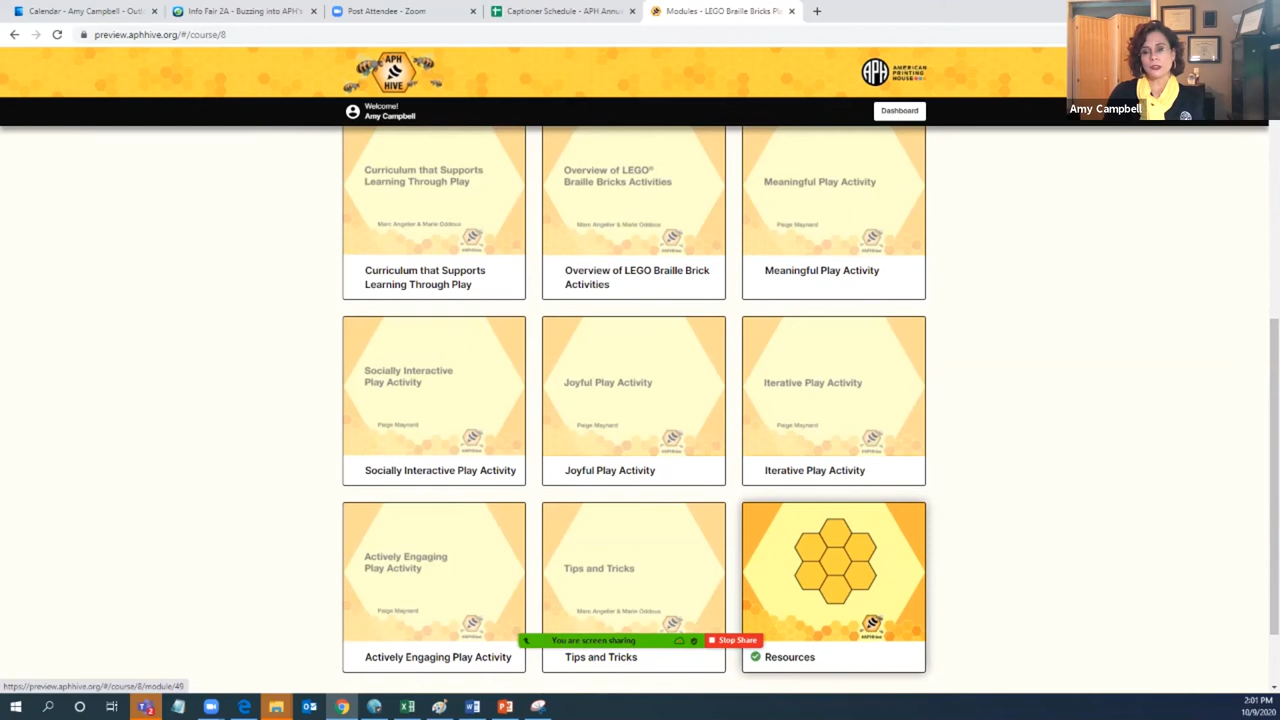 Calendar - Amy Campbell - Outl
Info Fair 2A - Buzzing into APH's
Post Attendee - Zoom
Captioner Schedule - APH Annu
Modules - LEGO Braille Bricks Pl
preview.aphhive.org/#/course/8
APH
HIVE
APH
AMERICAN
PRINTING
HOUSE
Welcome!
Amy Campbell
Dashboard
Amy Campbell
Curriculum that Supports
Learning Through Play
Marc Angelier & Marie Oddoux
Curriculum that Supports
Learning Through Play
Overview of LEGO®
Braille Bricks Activities
Marc Angelier & Marie Oddoux
Overview of LEGO Braille Brick
Activities
Meaningful Play Activity
Paige Maynard
Meaningful Play Activity
Socially Interactive
Play Activity
Paige Maynard
Socially Interactive Play Activity
Joyful Play Activity
Paige Maynard
Joyful Play Activity
Iterative Play Activity
Paige Maynard
Iterative Play Activity
Actively Engaging
Play Activity
Paige Maynard
Actively Engaging Play Activity
Tips and Tricks
Marc Angelier & Marie Oddoux
Tips and Tricks
Resources
You are screen sharing
Stop Share
https://preview.aphhive.org/#/course/8/module/49
2:01 PM
10/9/2020